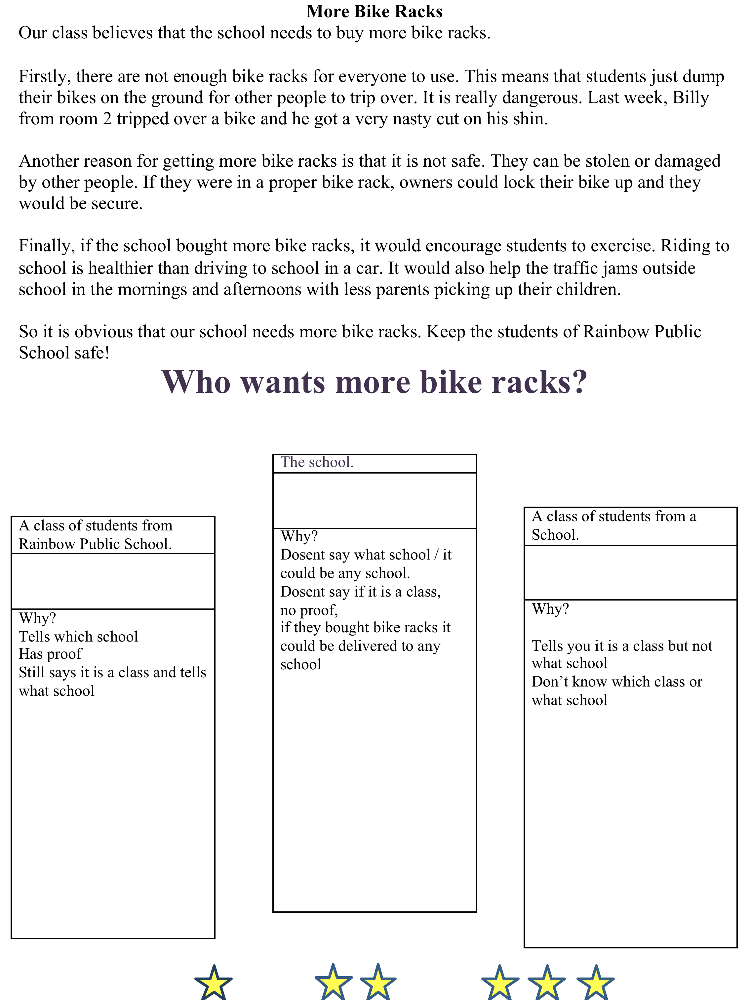 More Bike Racks
Our class believes that the school needs to buy more bike racks.
Firstly, there are not enough bike racks for everyone to use. This means that students just dump
their bikes on the ground for other people to trip over. It is really dangerous. Last week, Billy
from room 2 tripped over a bike and he got a very nasty cut on his shin.
Another reason for getting more bike racks is that it is not safe. They can be stolen or damaged
by other people. If they were in a proper bike rack, owners could lock their bike up and they
would be secure.
Finally, if the school bought more bike racks, it would encourage students to exercise. Riding to
school is healthier than driving to school in a car. It would also help the traffic jams outside
school in the mornings and afternoons with less parents picking up their children.
So it is obvious that our school needs more bike racks. Keep the students of Rainbow Public
School safe!
Who wants more bike racks?
A class of students from
Rainbow Public School.
Why?
Tells which school
Has proof
Still says it is a class and tells
what school
The school.
Why?
Dosent say what school / it
could be any school.
Dosent say if it is a class,
no proof,
if they bought bike racks it
could be delivered to any
school
A class of students from a
School.
Why?
Tells you it is a class but not
what school
Don’t know which class or
what school